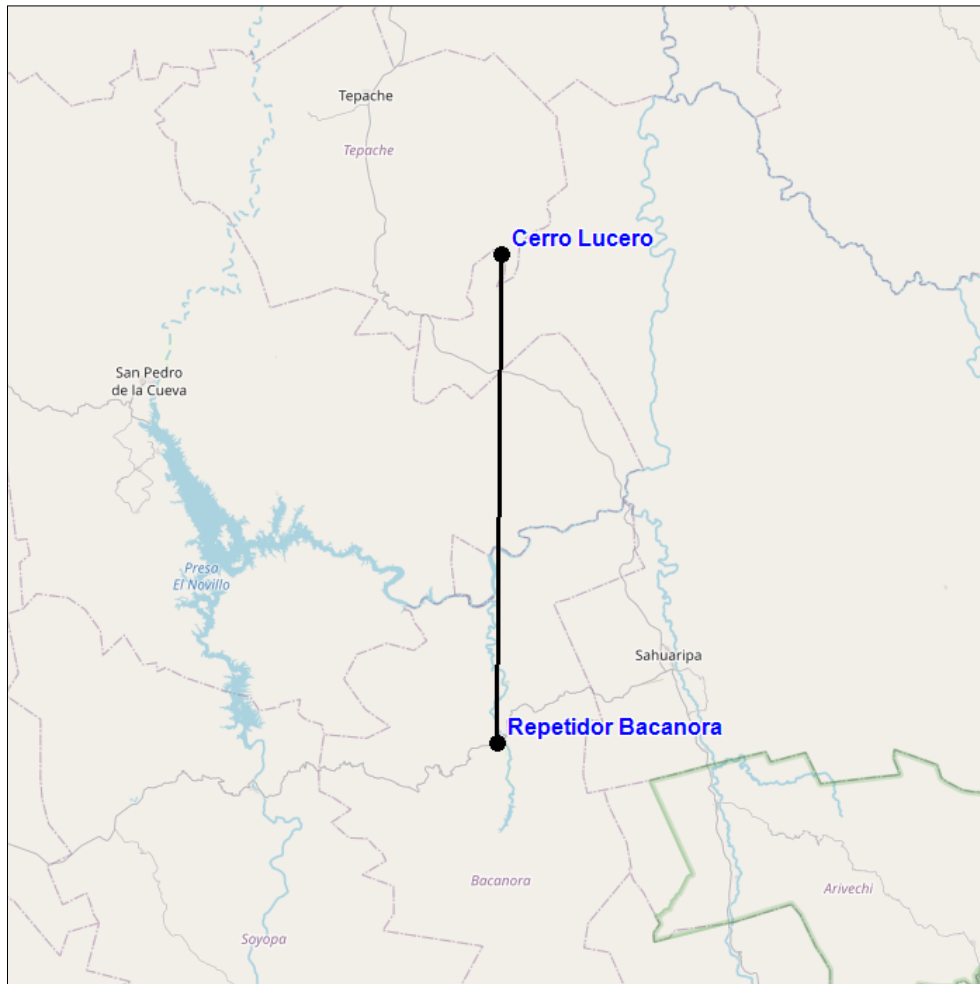 Tepache
Tepache
Cerro Lucero
San Pedro
de la Cueva
Presa
El Novillo
Sahuaripa
Repetidor Bacanora
Bacanora
Arivechi
Soyopa